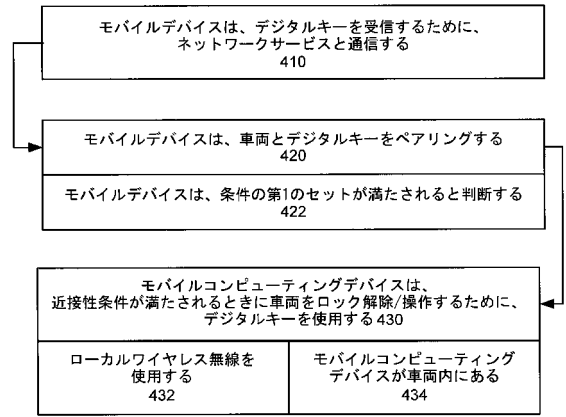 モバイルデバイスは、デジタルキーを受信するために、
ネットワークサービスと通信する
410
モバイルデバイスは、車両とデジタルキーをペアリングする
420
モバイルデバイスは、条件の第1のセットが満たされると判断する
422
モバイルコンピューティングデバイスは、
近接性条件が満たされるときに車両をロック解除/操作するために、
デジタルキーを使用する 430
ローカルワイヤレス無線を
使用する
432
モバイルコンピューティング
デバイスが車両内にある
434